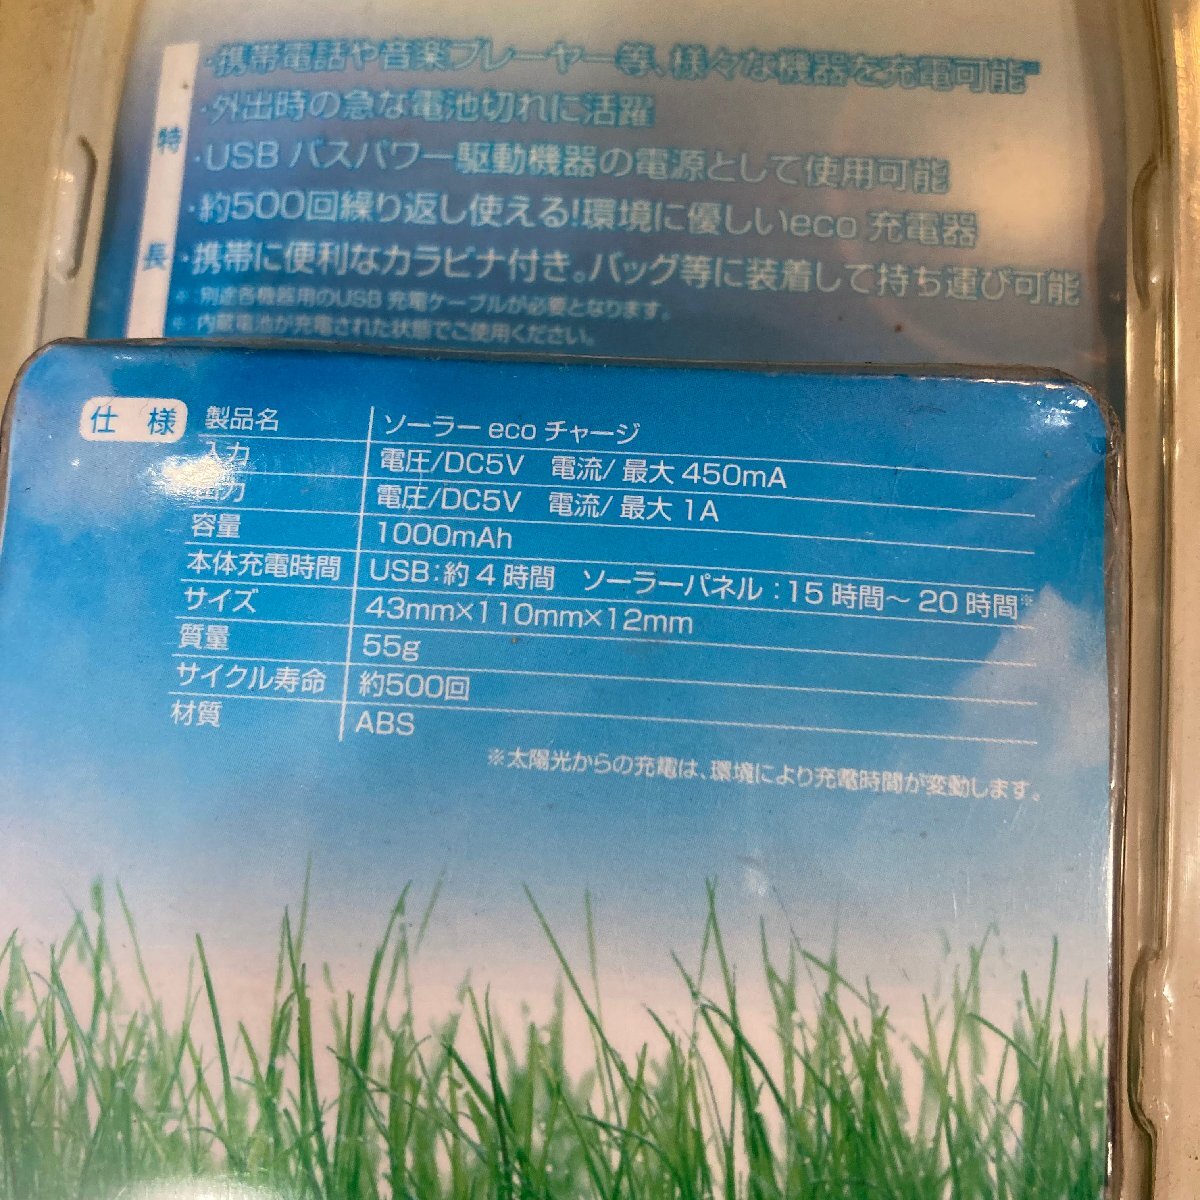 特長
・携帯電話や音楽プレーヤー等、様々な機器を充電可能※
・外出時の急な電池切れに活躍
・USB バスパワー駆動機器の電源として使用可能
・約500回繰り返し使える!環境に優しいeco 充電器
・携帯に便利なカラビナ付き。バッグ等に装着して持ち運び可能
※:別途各機器用のUSB 充電ケーブルが必要となります。
※:内蔵電池が充電された状態でご使用ください。
仕 様
製品名 ソーラー eco チャージ
入力 電圧/DC5V 電流/最大 450mA
出力 電圧/DC5V 電流/最大 1A
容量 1000mAh
本体充電時間 USB:約 4 時間 ソーラーパネル:15 時間〜 20 時間※
サイズ 43mm×110mm×12mm
質量 55g
サイクル寿命 約500回
材質 ABS
※太陽光からの充電は、環境により充電時間が変動します。